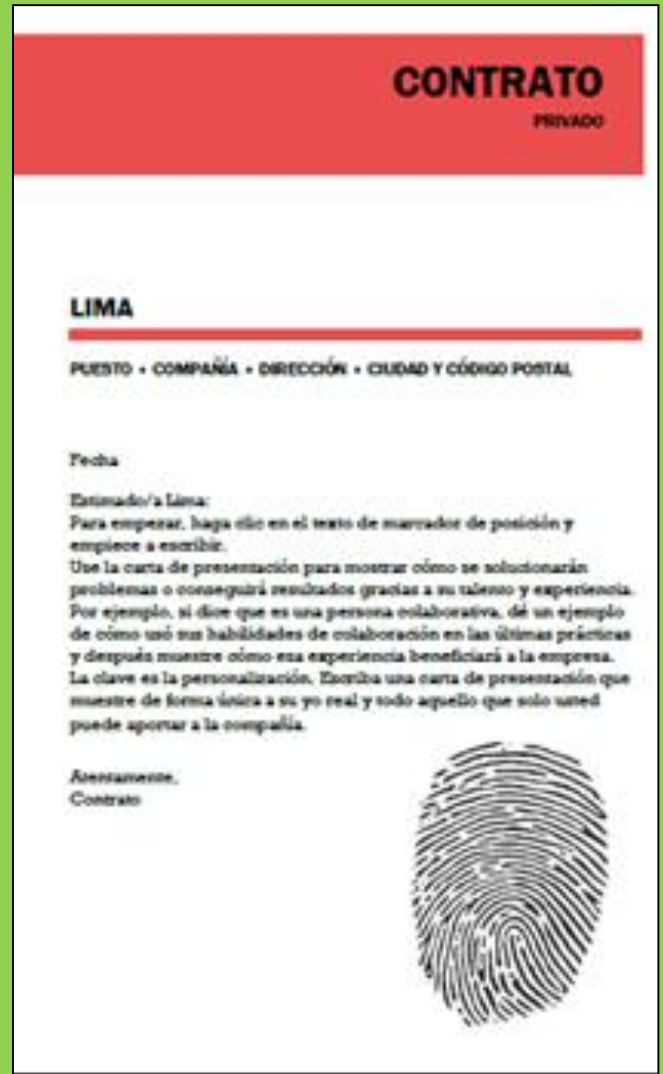 CONTRATO
PRIVADO
LIMA
PUESTO • COMPAÑÍA • DIRECCIÓN • CIUDAD Y CÓDIGO POSTAL
Fecha
Estimado/a Lima:
Para empezar, haga clic en el texto de marcador de posición y
empiece a escribir.
Use la carta de presentación para mostrar cómo se solucionarán
problemas o conseguirá resultados gracias a su talento y experiencia.
Por ejemplo, si dice que es una persona colaborativa, dé un ejemplo
de cómo usó sus habilidades de colaboración en las últimas prácticas
y después muestre cómo esa experiencia beneficiará a la empresa.
La clave es la personalización. Escriba una carta de presentación que
muestre de forma única a su yo real y todo aquello que solo usted
puede aportar a la compañía.
Atentamente,
Contrato